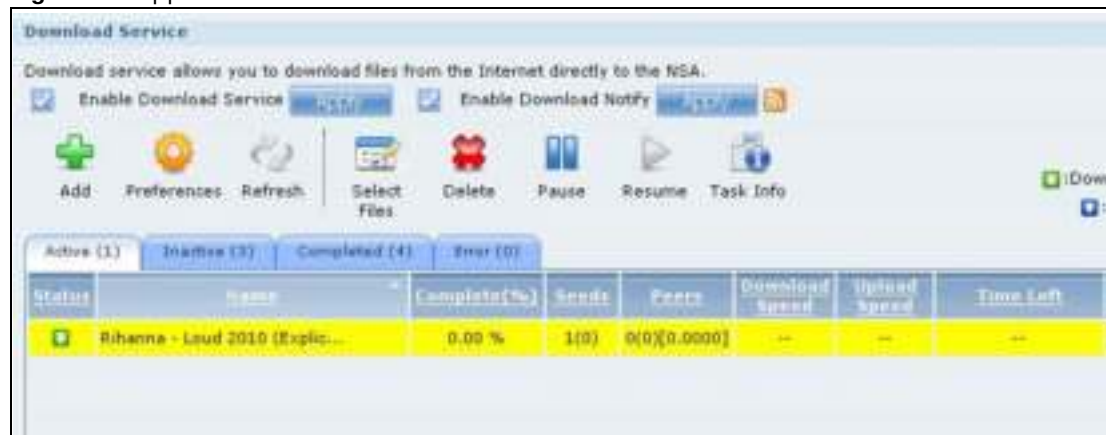 Download Service
Download service allows you to download files from the Internet directly to the NSA.
Enable Download Service Enable Download Notify
Add Preferences Refresh Select Files Delete Pause Resume Task Info
Active (1) Inactive (3) Completed (4) Error (0)
Status Name Complete(%) Seeds Peers Download Speed Upload Speed Time Left
Rihanna - Loud 2010 (Explic... 0.00 % 1(0) 0(0)[0.0000] -- -- --